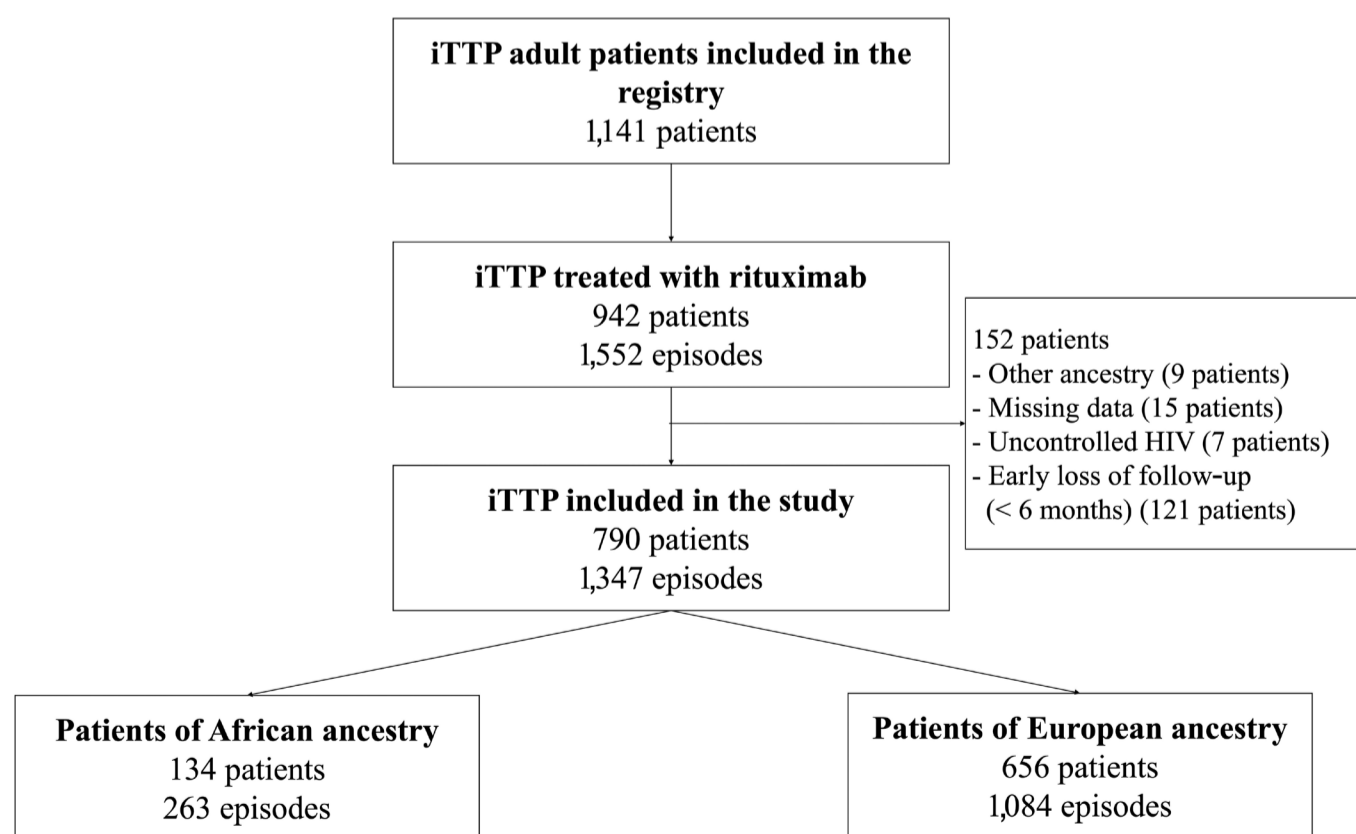 iTTP adult patients included in the
registry
1,141 patients
iTTP treated with rituximab
942 patients
1,552 episodes
152 patients
- Other ancestry (9 patients)
- Missing data (15 patients)
- Uncontrolled HIV (7 patients)
- Early loss of follow-up
(< 6 months) (121 patients)
iTTP included in the study
790 patients
1,347 episodes
Patients of African ancestry
134 patients
263 episodes
Patients of European ancestry
656 patients
1,084 episodes